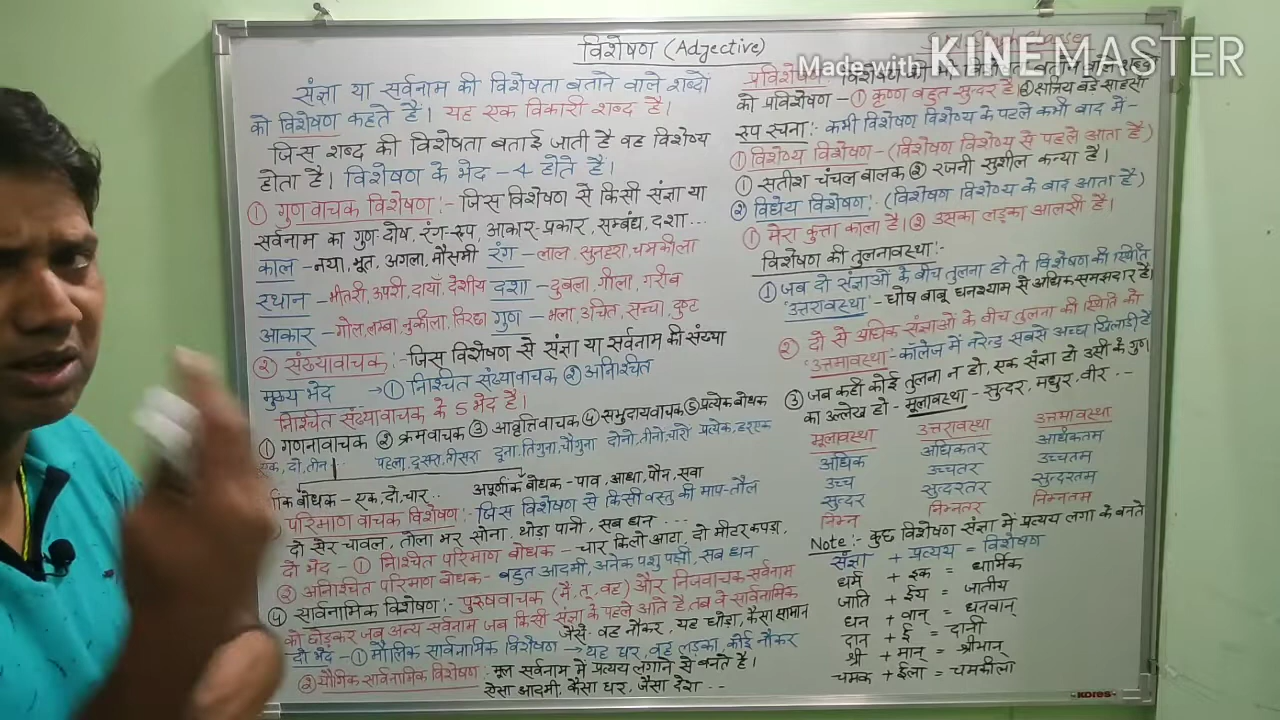 विशेषण (Adjective)
संज्ञा या सर्वनाम की विशेषता बताने वाले शब्दों
को विशेषण कहते हैं। यह एक विकारी शब्द है।
जिस शब्द की विशेषता बताई जाती है वह विशेष्य
होता है। विशेषण के भेद - 4 होते हैं।
① गुणवाचक विशेषण :- जिस विशेषण से किसी संज्ञा या
सर्वनाम का गुण-दोष, रंग-रूप, आकार-प्रकार, सम्बंध, दशा ...
काल - नया, भूत, अगला, मौसमी रंग - लाल, सुनहरा, चमकीला
स्थान - भीतरी, ऊपरी, दायाँ, देशीय दशा - दुबला, गीला, गरीब
आकार - गोल, लम्बा, नुकीला, तिरछा गुण - भला, उचित, सच्चा, दुष्ट
② संख्यावाचक :- जिस विशेषण से संज्ञा या सर्वनाम की संख्या
मुख्य भेद → ① निश्चित संख्यावाचक ② अनिश्चित
निश्चित संख्यावाचक के 5 भेद हैं।
① गणनावाचक ② क्रमवाचक ③ आवृत्तिवाचक ④ समुदायवाचक ⑤ प्रत्येक बोधक
एक, दो, तीन पहला, दूसरा, तीसरा दूना, तिगुना, चौगुना दोनों, तीनों, चारों प्रत्येक, हरएक
बोधक - एक, दो, चार.. अपूर्णांक बोधक - पाव, आधा, पौन, सवा
परिमाण वाचक विशेषण :- जिस विशेषण से किसी वस्तु की माप-तौल
दो सेर चावल, तोला भर सोना, थोड़ा पानी, सब धन ...
दो भेद - ① निश्चित परिमाण बोधक - चार किलो आटा, दो मीटर कपड़ा,
② अनिश्चित परिमाण बोधक - बहुत आदमी, अनेक पशु पक्षी, सब धन
④ सार्वनामिक विशेषण :- पुरुषवाचक (मैं, तू, वह) और निजवाचक सर्वनाम
को छोड़कर जब अन्य सर्वनाम जब किसी संज्ञा के पहले आते हैं तब वे सार्वनामिक
जैसे- वह नौकर, यह घोड़ा, कैसा सामान
दो भेद - ① मौलिक सार्वनामिक विशेषण → यह घर, वह लड़का, कोई नौकर
② यौगिक सार्वनामिक विशेषण - मूल सर्वनाम में प्रत्यय लगाने से बनते है।
ऐसा आदमी, कैसा घर, जैसा देश --
Made with KINEMASTER
प्रविशेषण:-
को प्रविशेषण - ① कृष्ण बहुत सुन्दर है। ② क्षत्रिय बड़े साहसी
रूप रचना:- कभी विशेषण विशेष्य के पहले कभी बाद में -
① विशेष्य विशेषण - (विशेषण विशेष्य से पहले आता है)
① सतीश चंचल बालक ② रजनी सुशील कन्या है।
② विधेय विशेषण:- (विशेषण विशेष्य के बाद आता है)
① मेरा कुत्ता काला है। ② उसका लड़का आलसी है।
विशेषण की तुलनावस्था:-
① जब दो संज्ञाओं के बीच तुलना हो तो विशेषण की स्थिति
'उत्तरावस्था' - घोष बाबू घनश्याम से अधिक समझदार है।
② दो से अधिक संज्ञाओं के बीच तुलना की स्थिति को
'उत्तमावस्था' - कॉलेज में नरेन्द्र सबसे अच्छा खिलाड़ी है
③ जब कहीं कोई तुलना न हो, एक संज्ञा हो उसी के गुण
का उल्लेख हो - मूलावस्था - सुन्दर, मधुर, वीर . --
मूलावस्था उत्तरावस्था उत्तमावस्था
अधिक अधिकतर अधिकतम
उच्च उच्चतर उच्चतम
सुन्दर सुन्दरतर सुन्दरतम
निम्न निम्नतर निम्नतम
Note:- कुछ विशेषण संज्ञा में प्रत्यय लगा के बनते
संज्ञा + प्रत्यय = विशेषण
धर्म + इक = धार्मिक
जाति + ईय = जातीय
धन + वान् = धनवान्
दान + ई = दानी
श्री + मान् = श्रीमान्
चमक + ईला = चमकीला
KORES